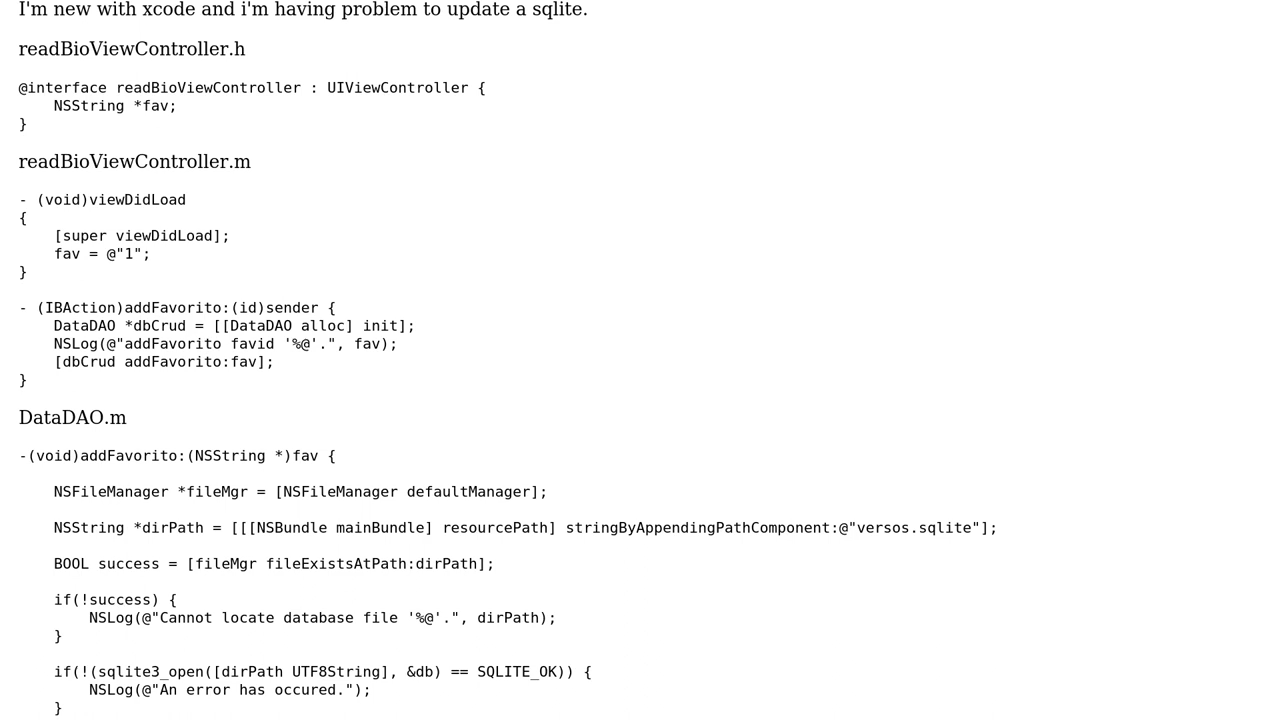 I'm new with xcode and i'm having problem to update a sqlite.
readBioViewController.h
@interface readBioViewController : UIViewController {
    NSString *fav;
}
readBioViewController.m
- (void)viewDidLoad
{
    [super viewDidLoad];
    fav = @"1";
}
- (IBAction)addFavorito:(id)sender {
    DataDAO *dbCrud = [[DataDAO alloc] init];
    NSLog(@"addFavorito favid '%@'.", fav);
    [dbCrud addFavorito:fav];
}
DataDAO.m
-(void)addFavorito:(NSString *)fav {
    NSFileManager *fileMgr = [NSFileManager defaultManager];
    NSString *dirPath = [[[NSBundle mainBundle] resourcePath] stringByAppendingPathComponent:@"versos.sqlite"];
    BOOL success = [fileMgr fileExistsAtPath:dirPath];
    if(!success) {
        NSLog(@"Cannot locate database file '%@'.", dirPath);
    }
    if(!(sqlite3_open([dirPath UTF8String], &db) == SQLITE_OK)) {
        NSLog(@"An error has occured.");
    }